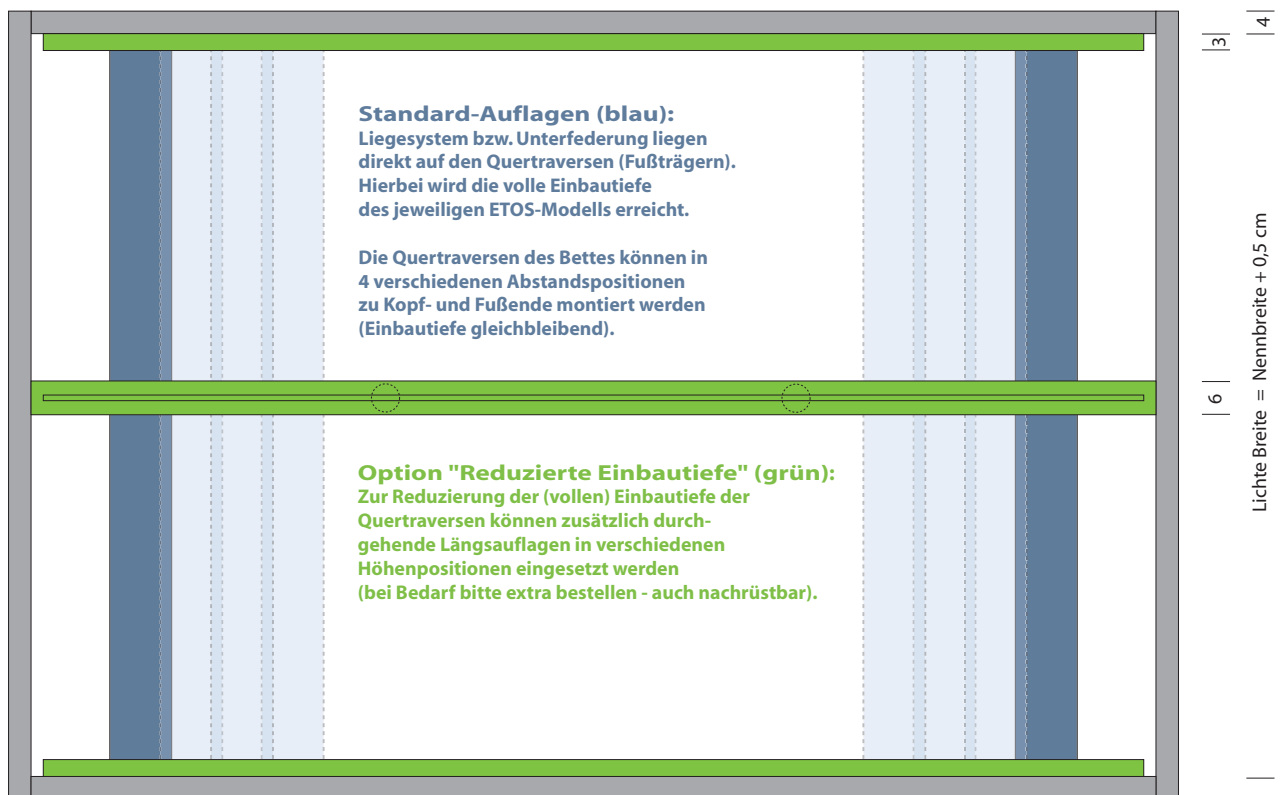 Standard-Auflagen (blau):
Liegesystem bzw. Unterfederung liegen
direkt auf den Quertraversen (Fußträgern).
Hierbei wird die volle Einbautiefe
des jeweiligen ETOS-Modells erreicht.
Die Quertraversen des Bettes können in
4 verschiedenen Abstandspositionen
zu Kopf- und Fußende montiert werden
(Einbautiefe gleichbleibend).
Option "Reduzierte Einbautiefe" (grün):
Zur Reduzierung der (vollen) Einbautiefe der
Quertraversen können zusätzlich durch-
gehende Längsauflagen in verschiedenen
Höhenpositionen eingesetzt werden
(bei Bedarf bitte extra bestellen - auch nachrüstbar).
3
4
6
Lichte Breite = Nennbreite + 0,5 cm